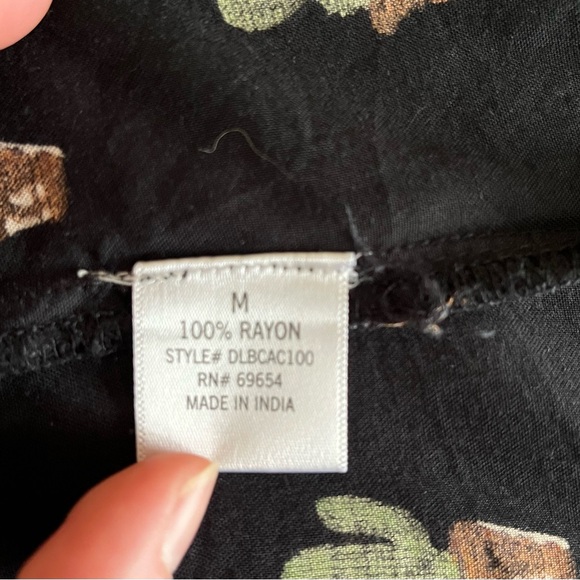 M
100% RAYON
STYLE# DLBCAC100
RN# 69654
MADE IN INDIA